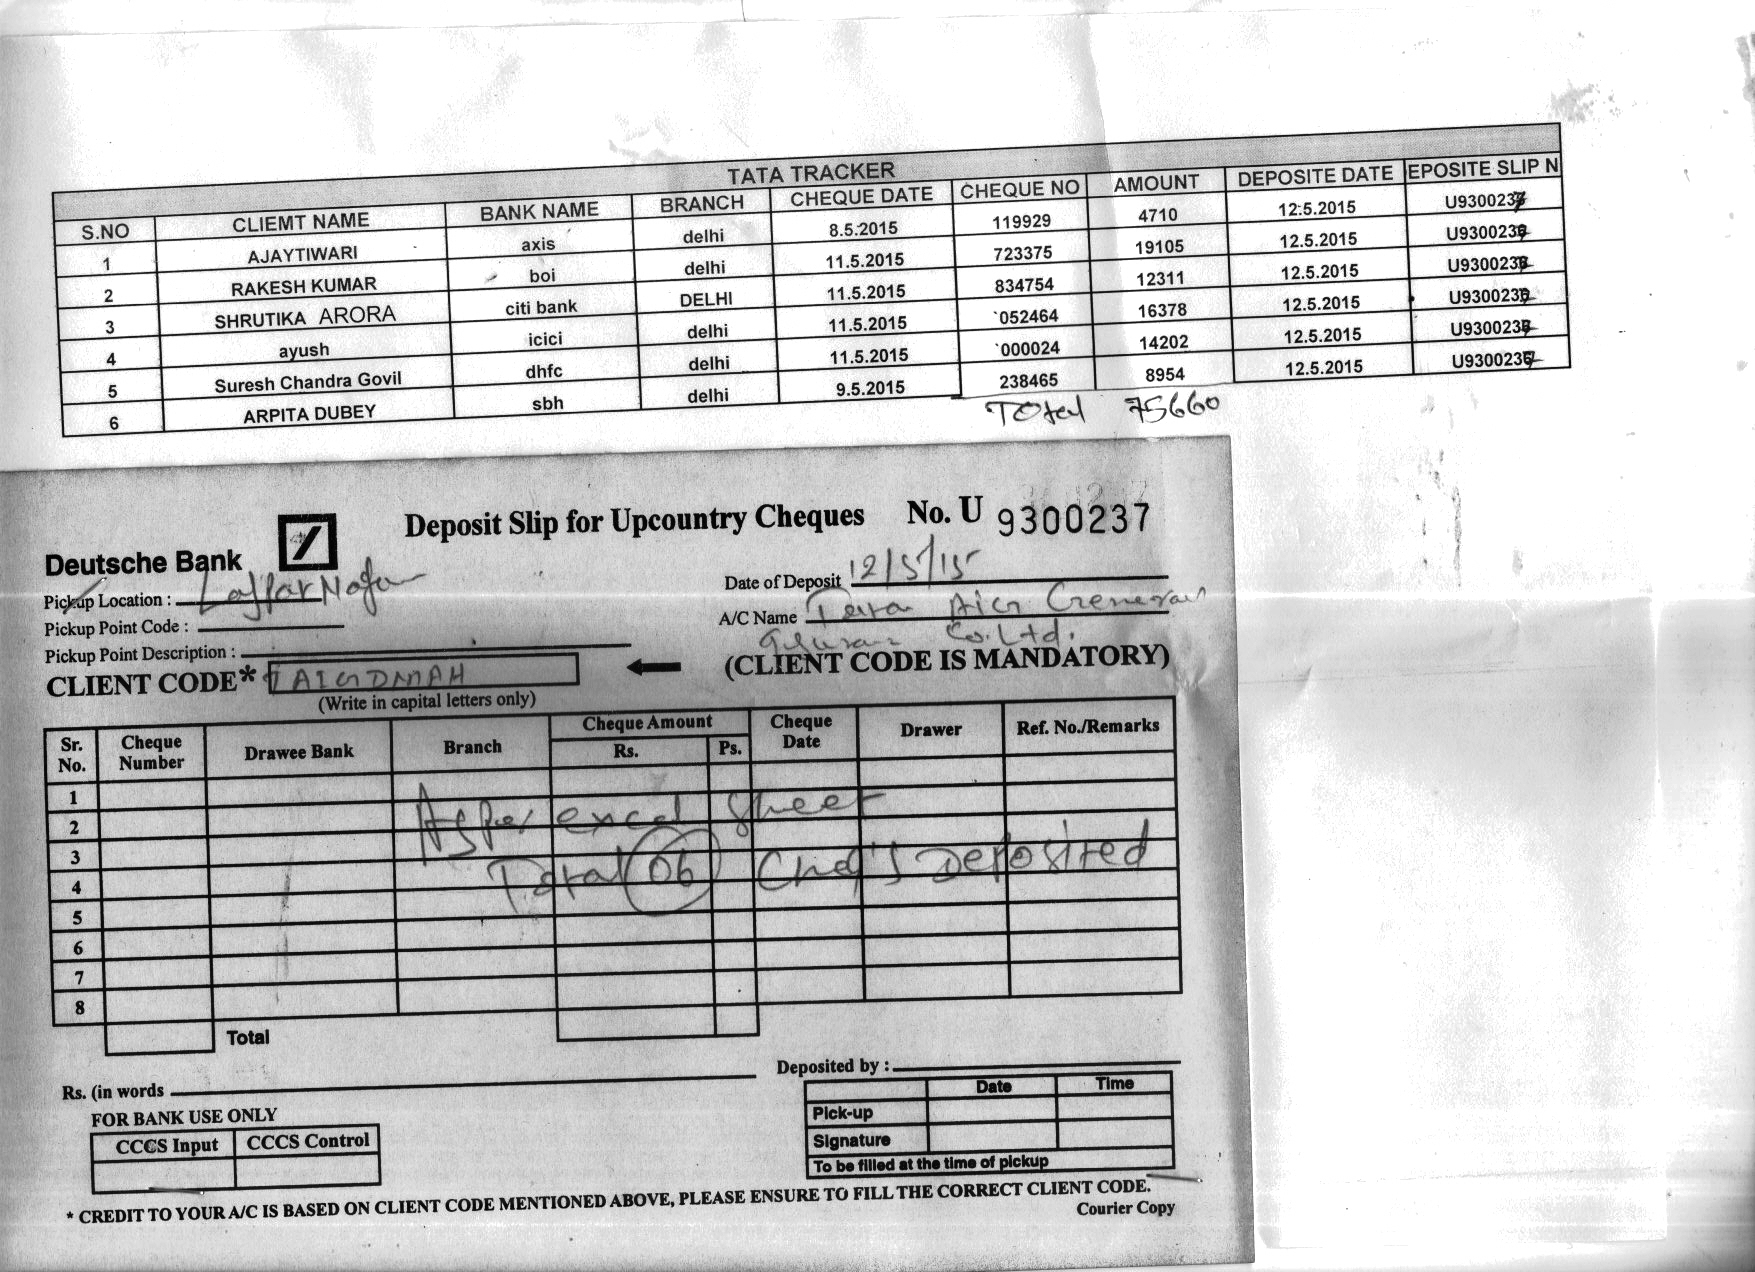 TATA TRACKER
S.NO CLIEMT NAME BANK NAME BRANCH CHEQUE DATE CHEQUE NO AMOUNT DEPOSITE DATE EPOSITE SLIP N
1 AJAYTIWARI axis delhi 8.5.2015 119929 4710 12.5.2015 U9300237
2 RAKESH KUMAR boi delhi 11.5.2015 723375 19105 12.5.2015 U9300237
3 SHRUTIKA ARORA citi bank DELHI 11.5.2015 834754 12311 12.5.2015 U9300237
4 ayush icici delhi 11.5.2015 `052464 16378 12.5.2015 U9300237
5 Suresh Chandra Govil dhfc delhi 11.5.2015 `000024 14202 12.5.2015 U9300237
6 ARPITA DUBEY sbh delhi 9.5.2015 238465 8954 12.5.2015 U9300237
Total 75660
Deutsche Bank
Deposit Slip for Upcountry Cheques No. U 9300237
Pickup Location :
Date of Deposit 12/5/15
Pickup Point Code :
A/C Name Tata AIG General
Co. Ltd.
Pickup Point Description :
CLIENT CODE* TAIGDMAH
(CLIENT CODE IS MANDATORY)
(Write in capital letters only)
Sr. No. Cheque Number Drawee Bank Branch Cheque Amount Rs. Ps. Cheque Date Drawer Ref. No./Remarks
1
2
3
4
5
6
7
8
As per excel sheet
Total 06 Chq's Deposited
Total
Rs. (in words
Deposited by :
FOR BANK USE ONLY
CCCS Input CCCS Control
Date Time
Pick-up
Signature
To be filled at the time of pickup
* CREDIT TO YOUR A/C IS BASED ON CLIENT CODE MENTIONED ABOVE, PLEASE ENSURE TO FILL THE CORRECT CLIENT CODE.
Courier Copy